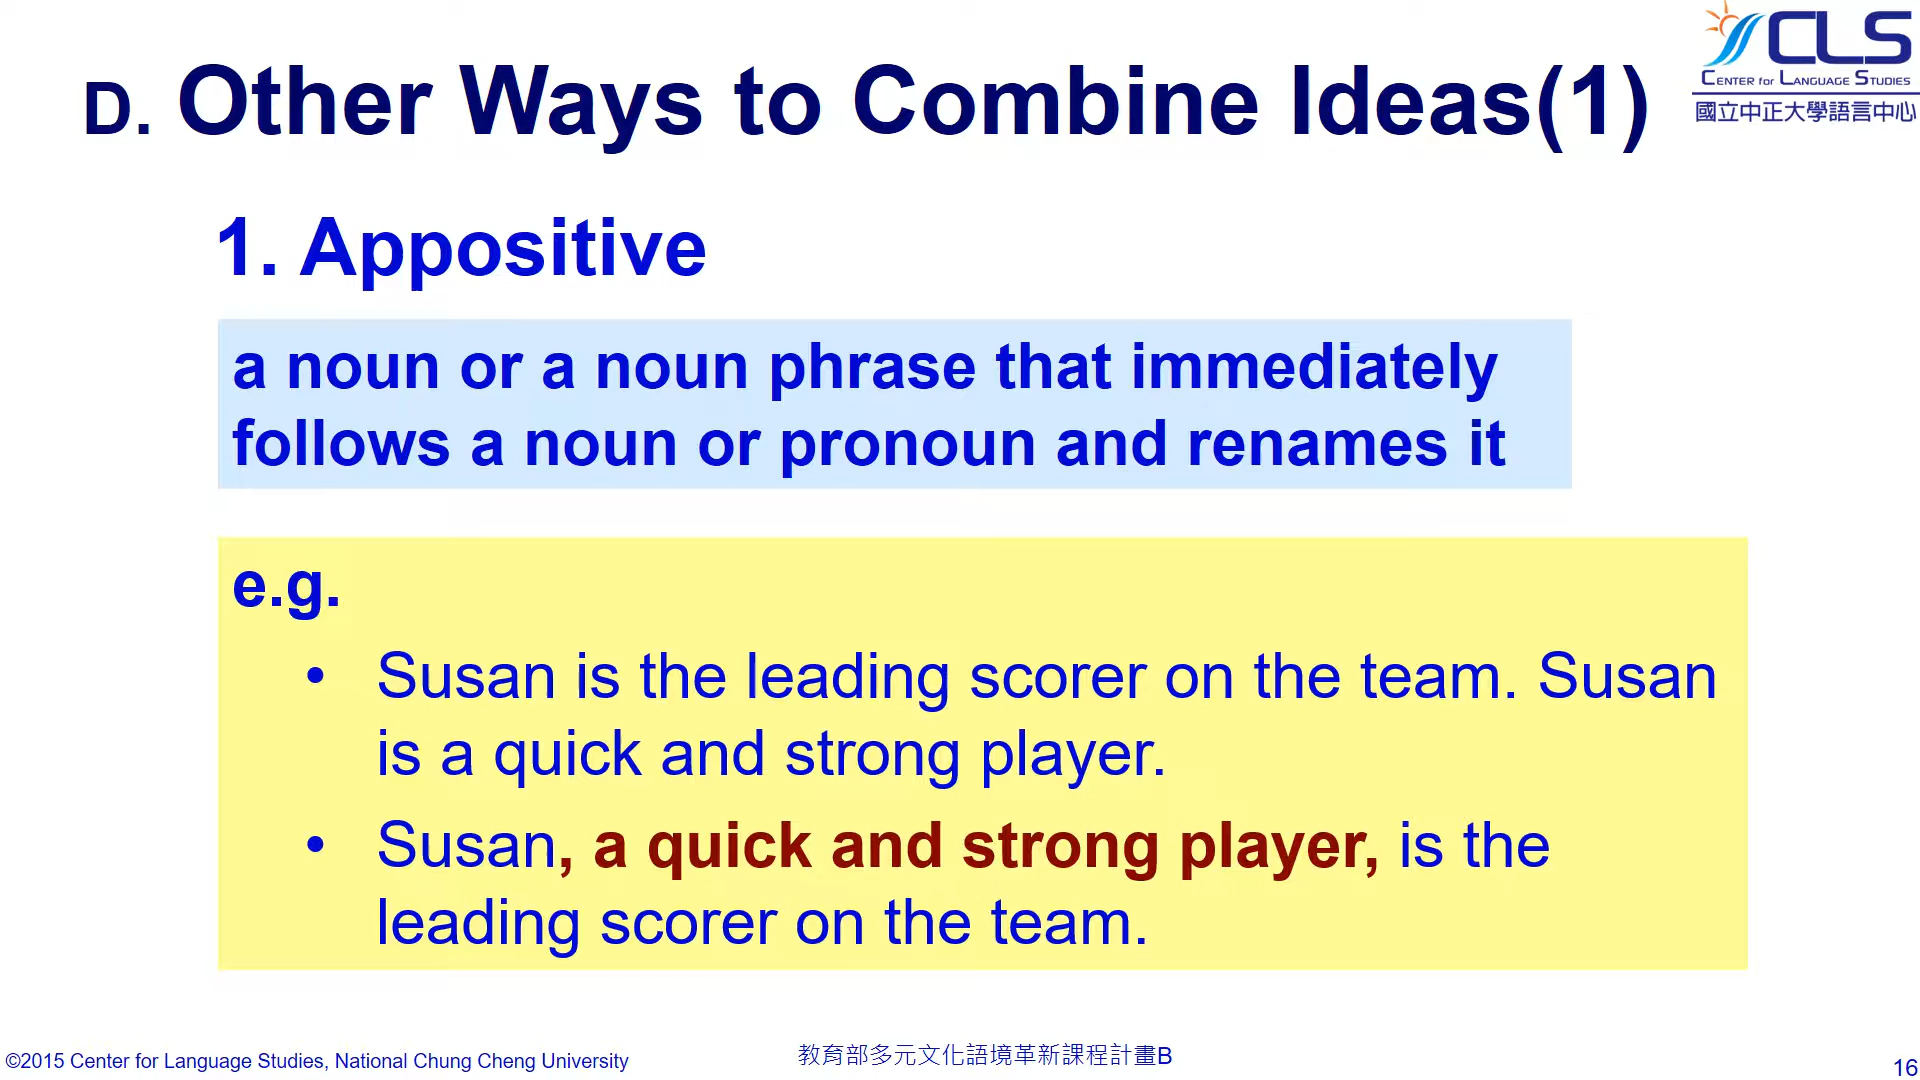 D. Other Ways to Combine Ideas(1)
CLS
CENTER for LANGUAGE STUDIES
國立中正大學語言中心
1. Appositive
a noun or a noun phrase that immediately
follows a noun or pronoun and renames it
e.g.
• Susan is the leading scorer on the team. Susan
is a quick and strong player.
• Susan, a quick and strong player, is the
leading scorer on the team.
©2015 Center for Language Studies, National Chung Cheng University
教育部多元文化語境革新課程計畫B
16